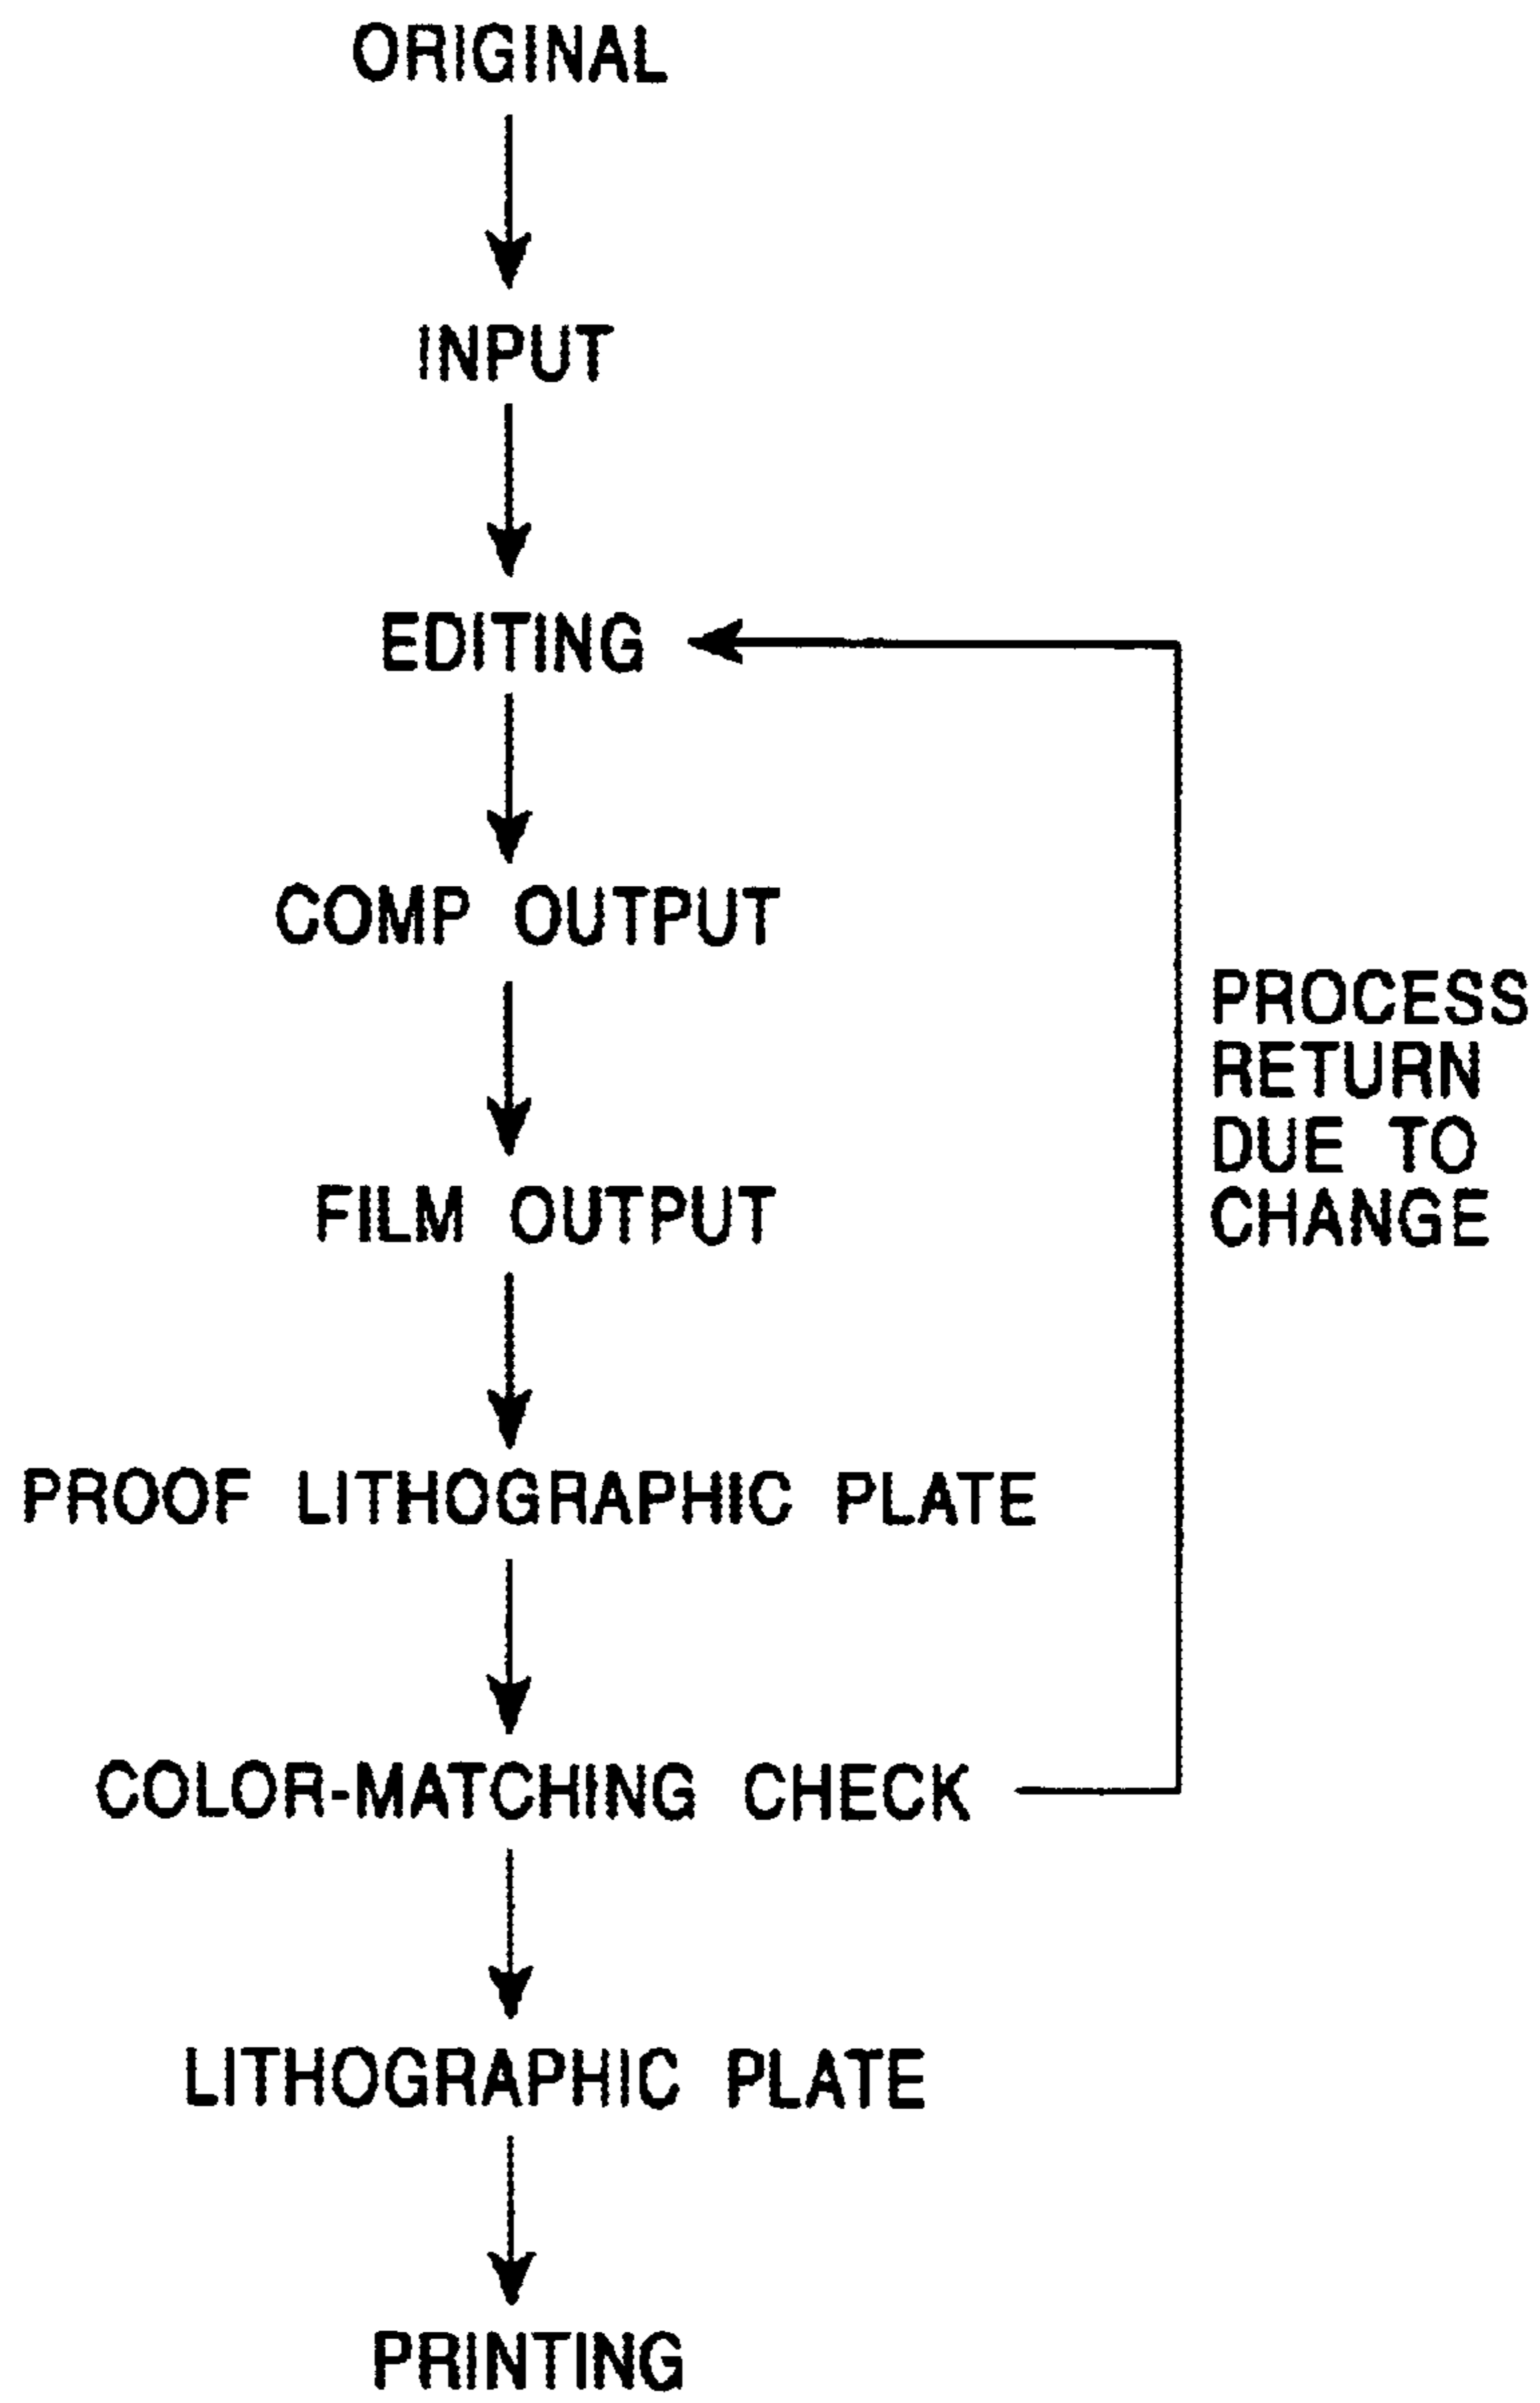 ORIGINAL
INPUT
EDITING
COMP OUTPUT
PROCESS
RETURN
DUE TO
CHANGE
FILM OUTPUT
PROOF LITHOGRAPHIC PLATE
COLOR-MATCHING CHECK
LITHOGRAPHIC PLATE
PRINTING